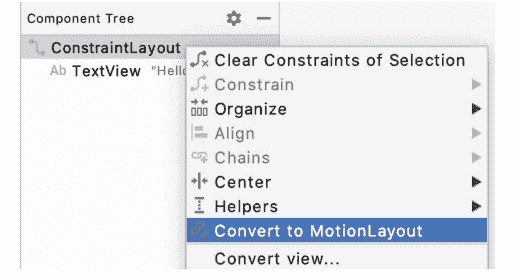 Component Tree
ConstraintLayout
Ab TextView "Hello
Clear Constraints of Selection
Constrain
Organize
Align
Chains
Center
Helpers
Convert to MotionLayout
Convert view...